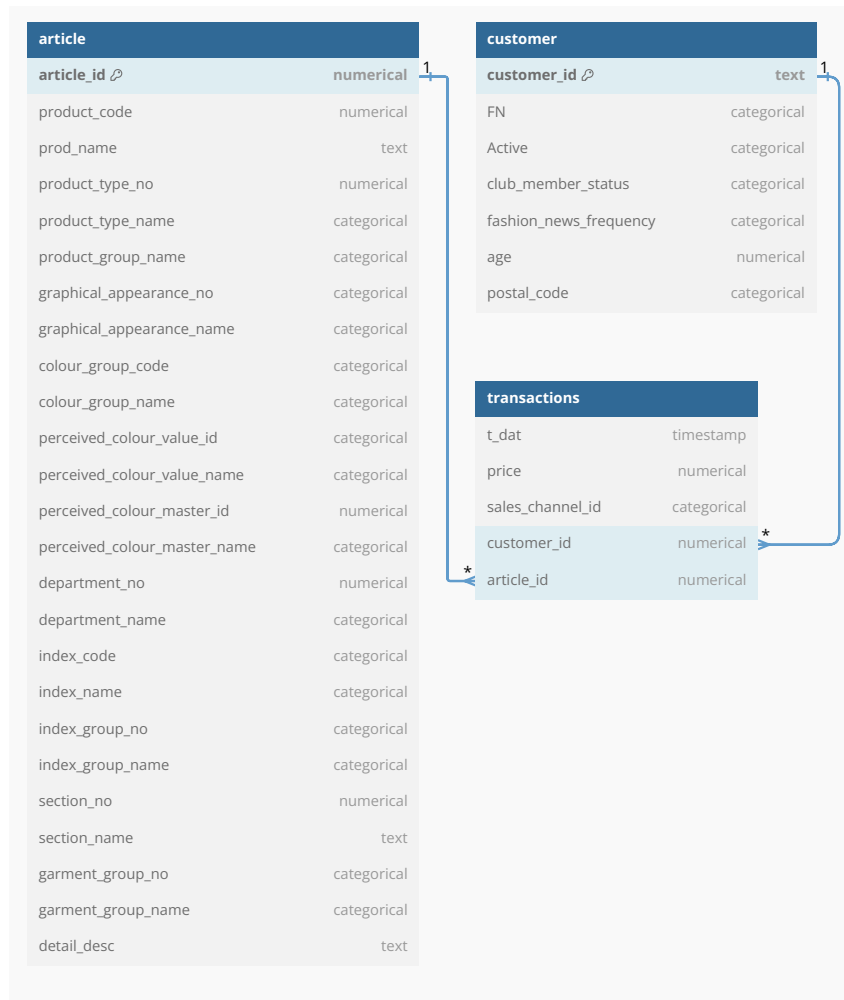 article
article_id numerical
product_code numerical
prod_name text
product_type_no numerical
product_type_name categorical
product_group_name categorical
graphical_appearance_no categorical
graphical_appearance_name categorical
colour_group_code categorical
colour_group_name categorical
perceived_colour_value_id categorical
perceived_colour_value_name categorical
perceived_colour_master_id numerical
perceived_colour_master_name categorical
department_no numerical
department_name categorical
index_code categorical
index_name categorical
index_group_no categorical
index_group_name categorical
section_no numerical
section_name text
garment_group_no categorical
garment_group_name categorical
detail_desc text
1
*
customer
customer_id text
FN categorical
Active categorical
club_member_status categorical
fashion_news_frequency categorical
age numerical
postal_code categorical
1
*
transactions
t_dat timestamp
price numerical
sales_channel_id categorical
customer_id numerical
article_id numerical